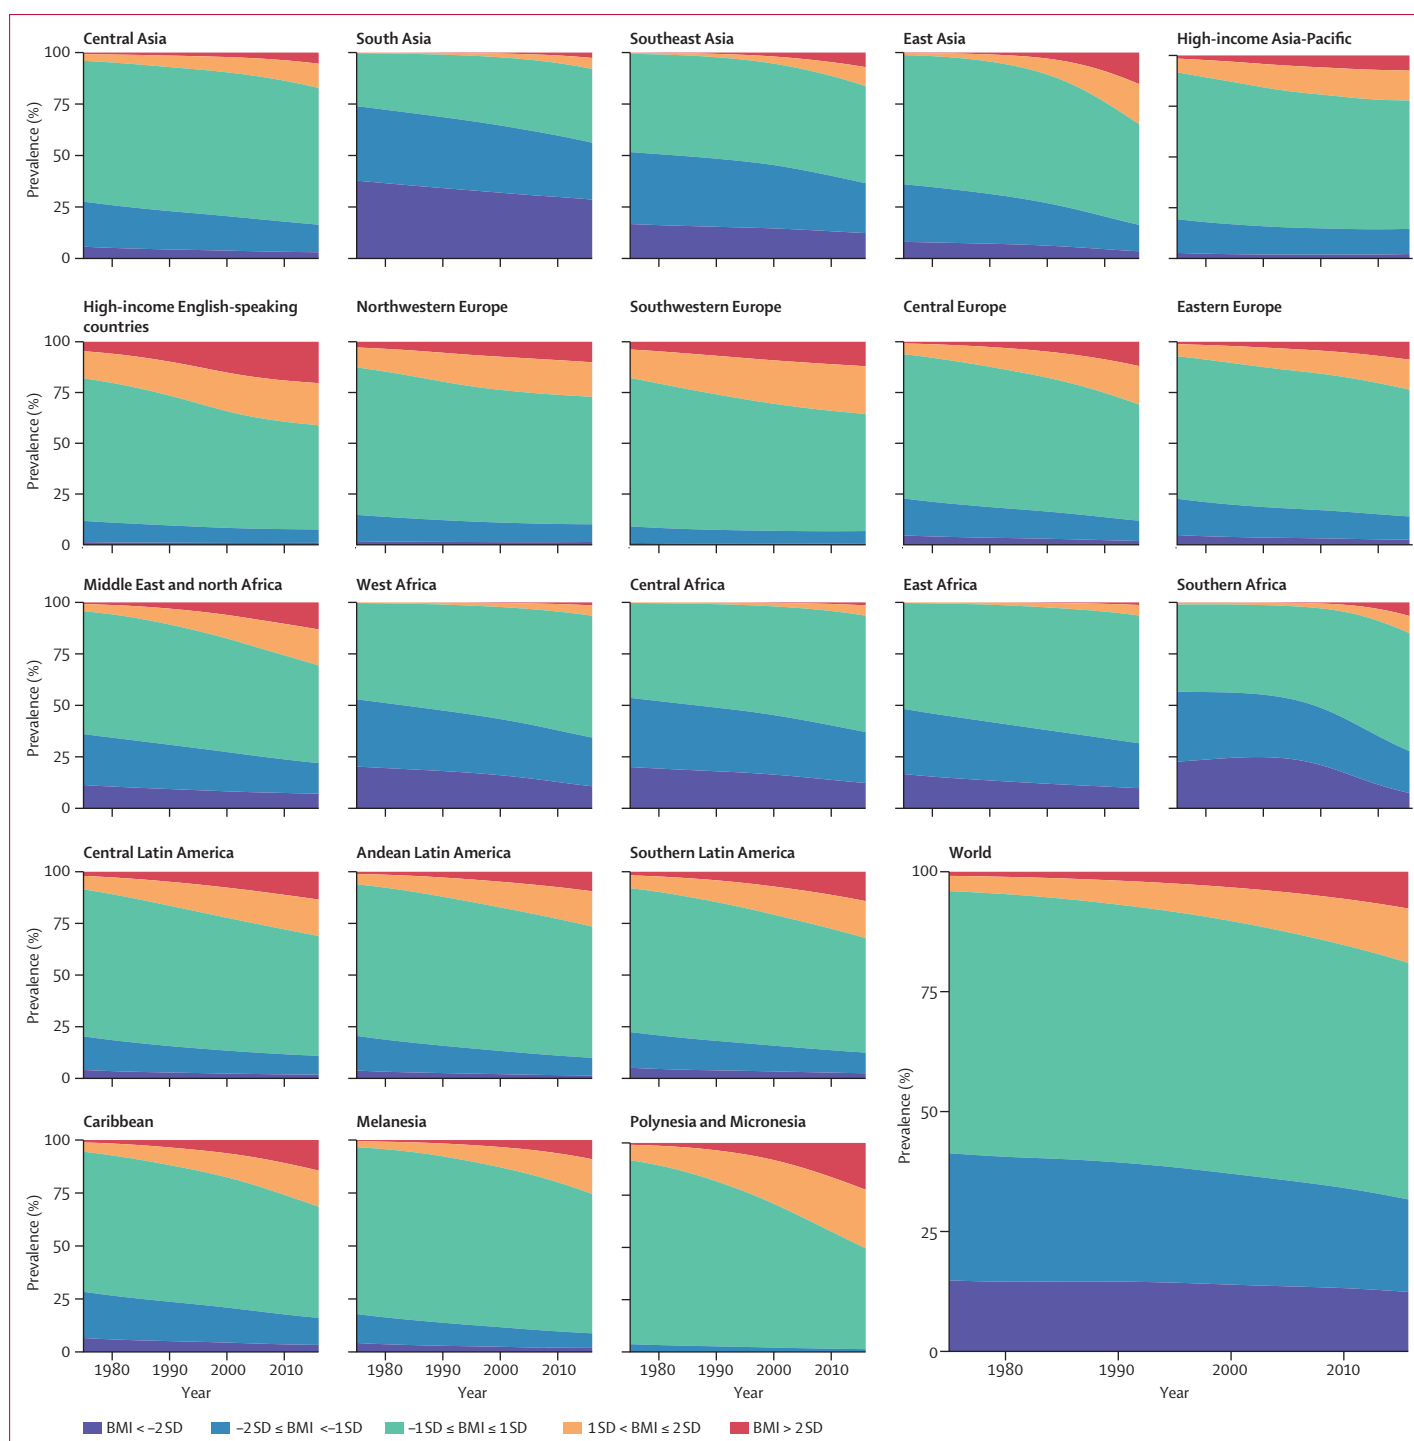 Central Asia
South Asia
Southeast Asia
East Asia
High-income Asia-Pacific
Prevalence (%)
100
75
50
25
0
High-income English-speaking
countries
Northwestern Europe
Southwestern Europe
Central Europe
Eastern Europe
Prevalence (%)
100
75
50
25
0
Middle East and north Africa
West Africa
Central Africa
East Africa
Southern Africa
Prevalence (%)
100
75
50
25
0
Central Latin America
Andean Latin America
Southern Latin America
World
Prevalence (%)
100
75
50
25
0
Prevalence (%)
100
75
50
25
0
Caribbean
Melanesia
Polynesia and Micronesia
Prevalence (%)
100
75
50
25
0
1980 1990 2000 2010
Year
1980 1990 2000 2010
Year
1980 1990 2000 2010
Year
1980 1990 2000 2010
Year
BMI < –2 SD
–2 SD ≤ BMI < –1 SD
–1 SD ≤ BMI ≤ 1 SD
1 SD < BMI ≤ 2 SD
BMI > 2 SD